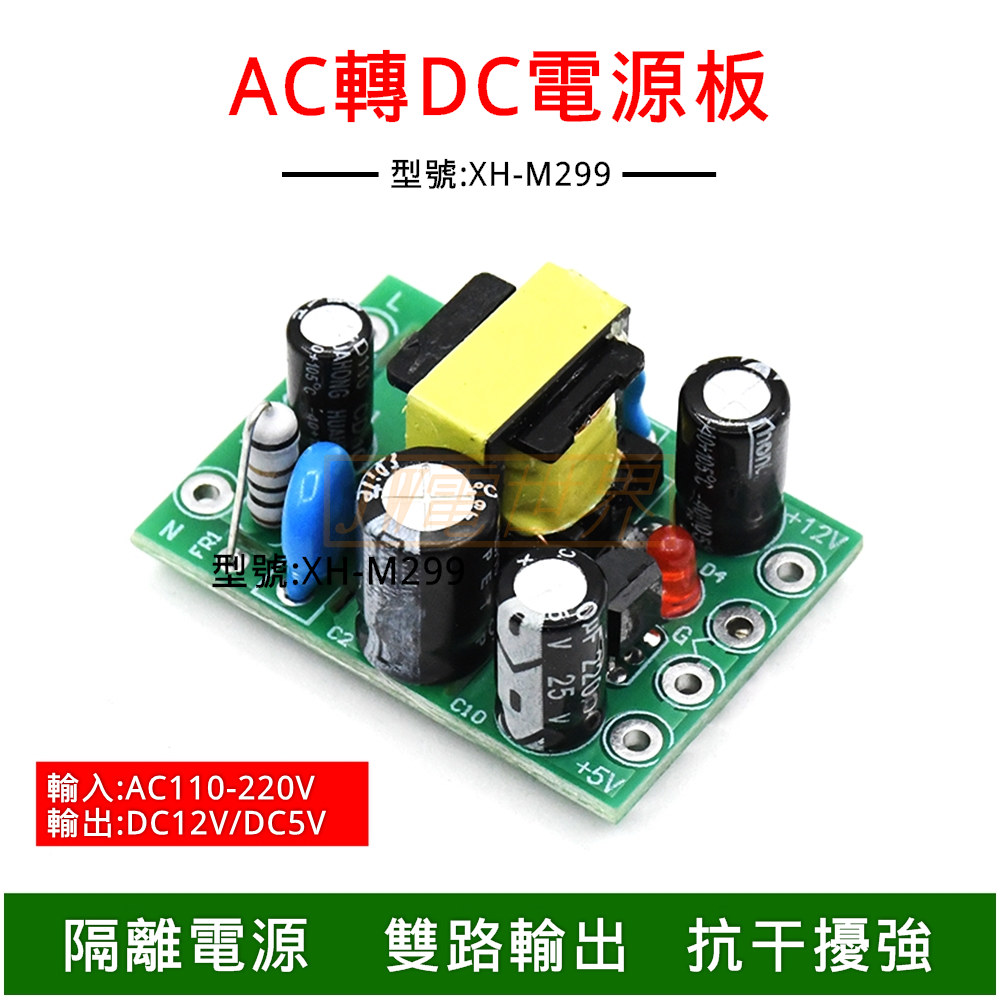 AC轉DC電源板
型號:XH-M299
L
105℃
N
FR1
型號:XH-M299
C2
C10
25 V
+12V
D4
G
+5V
輸入:AC110-220V
輸出:DC12V/DC5V
隔離電源 雙路輸出 抗干擾強